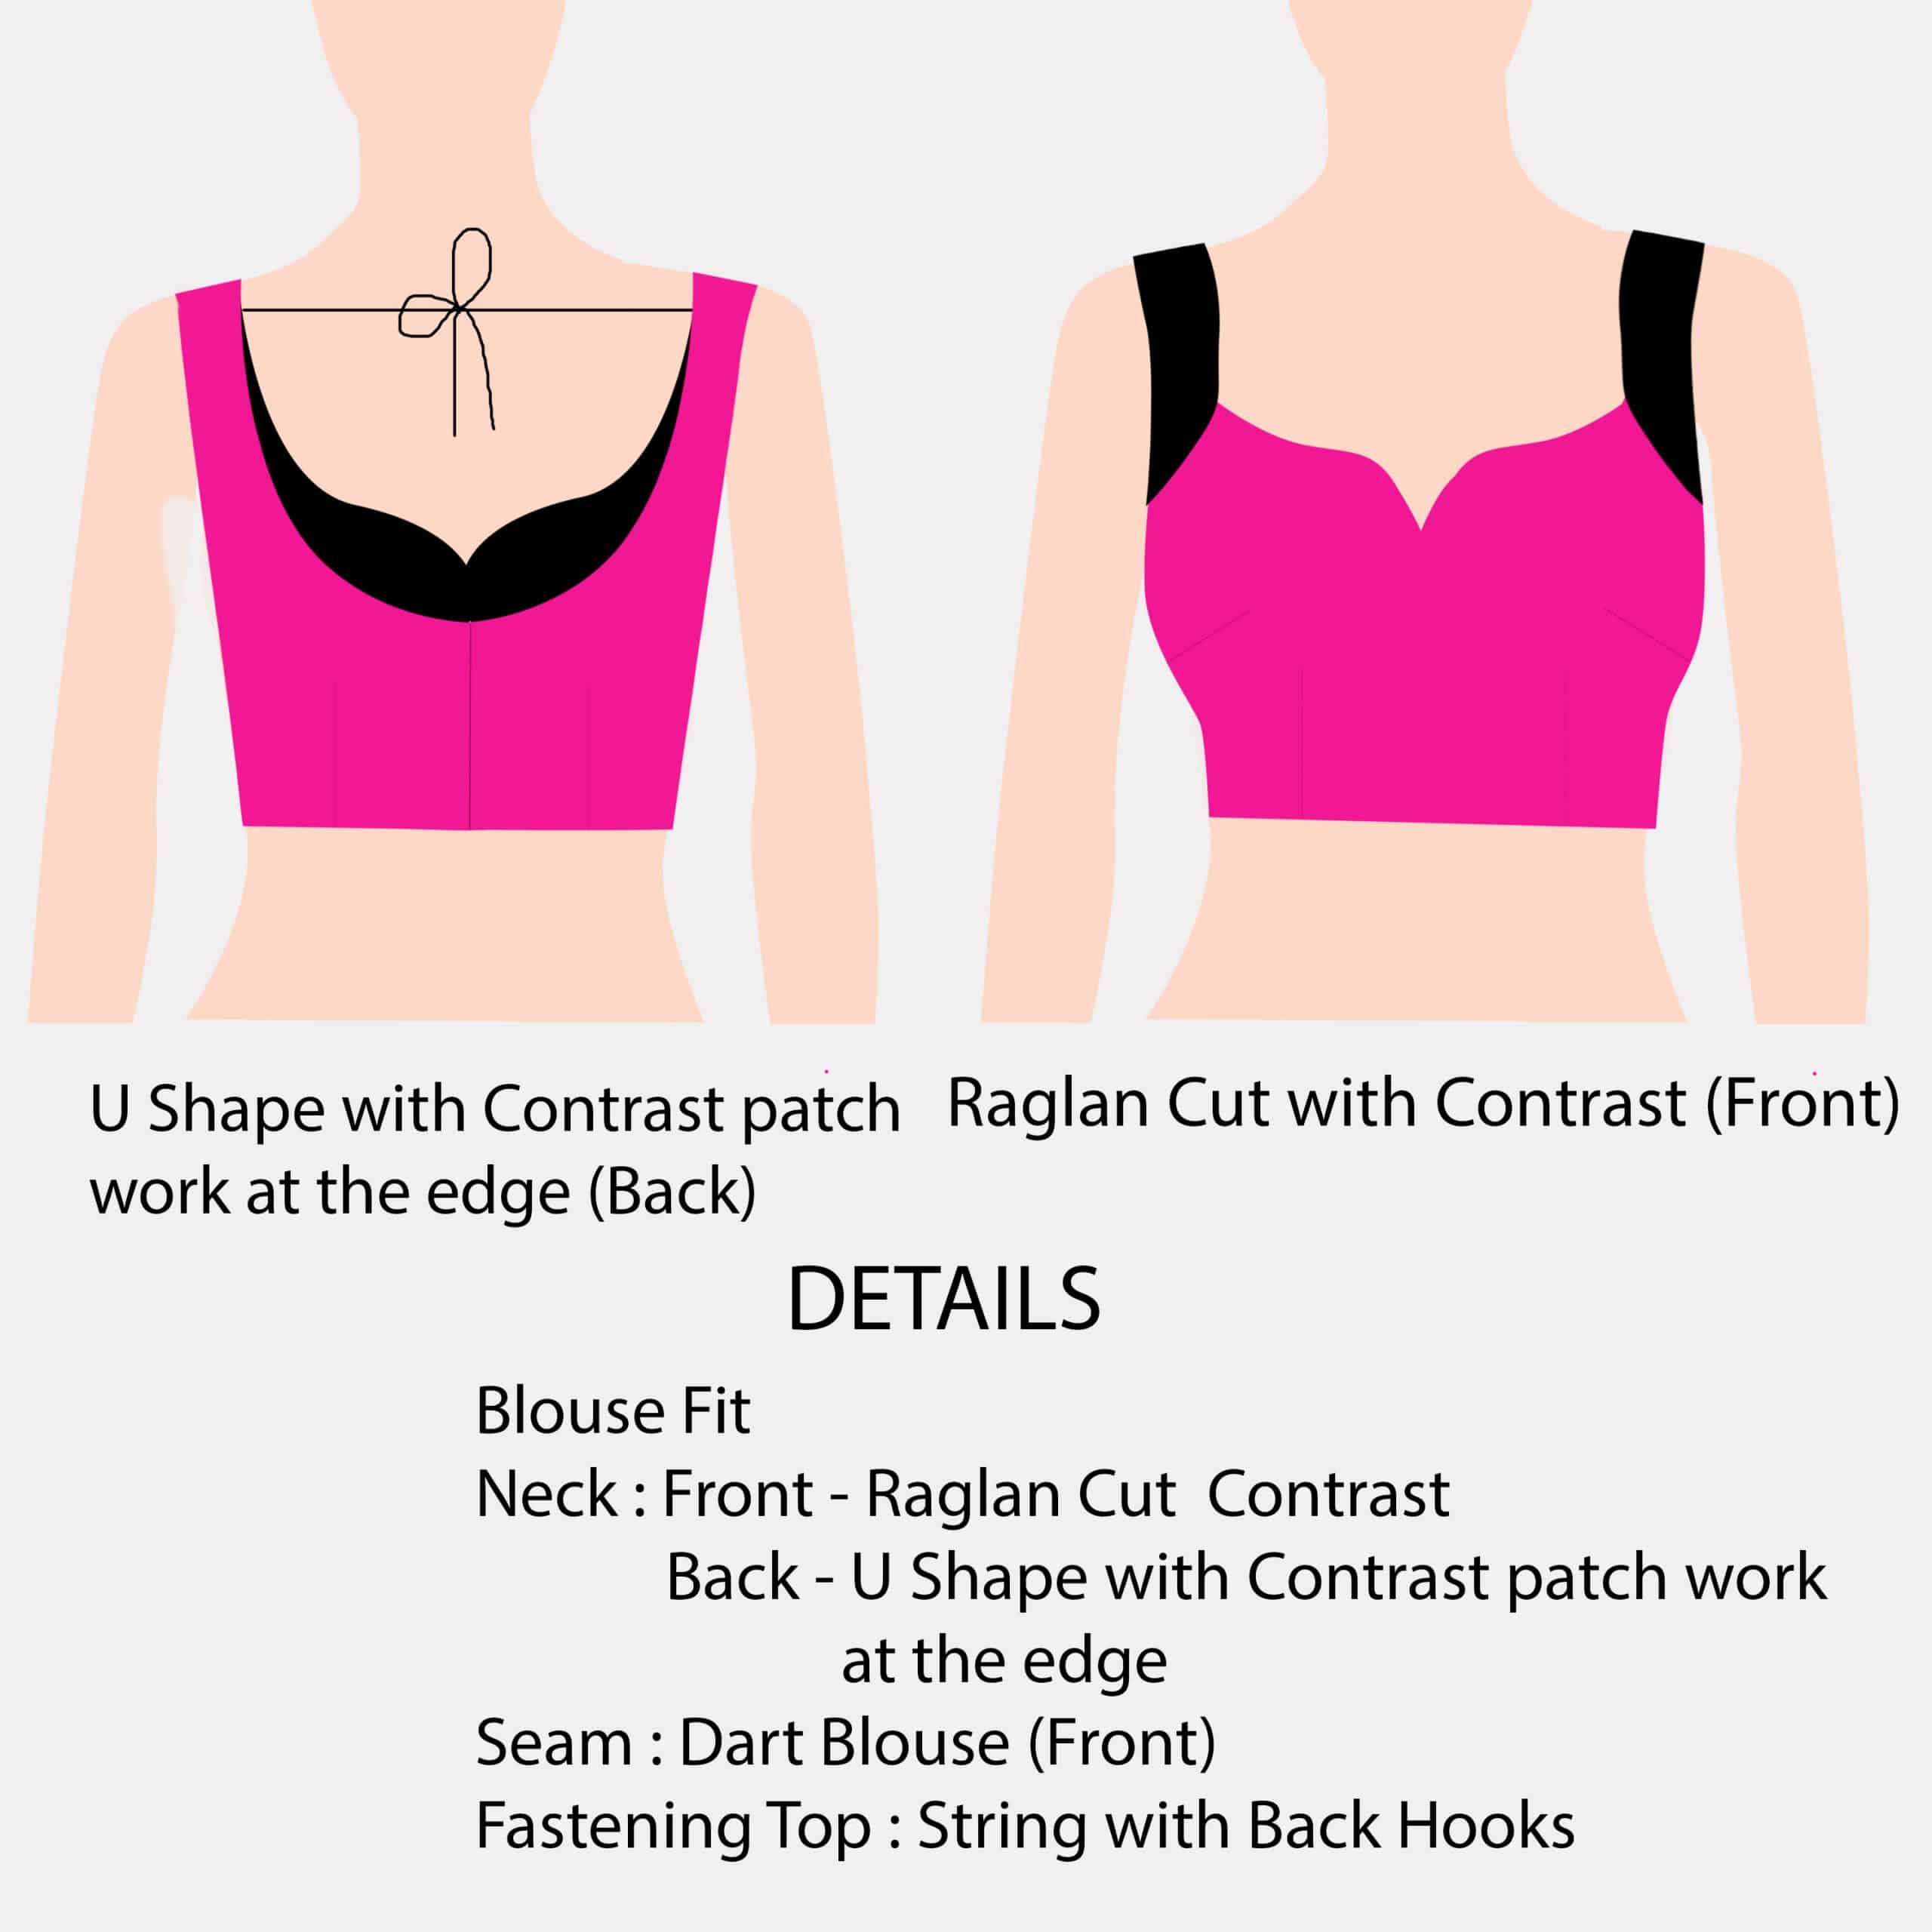 U Shape with Contrast patch
work at the edge (Back)
Raglan Cut with Contrast (Front)
DETAILS
Blouse Fit
Neck : Front - Raglan Cut  Contrast
Back - U Shape with Contrast patch work
at the edge
Seam : Dart Blouse (Front)
Fastening Top : String with Back Hooks